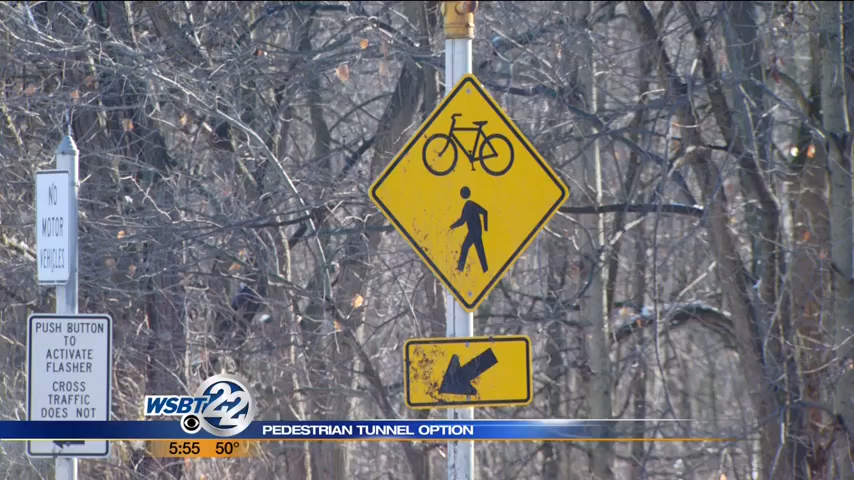 NO
MOTOR
VEHICLES
PUSH BUTTON
TO
ACTIVATE
FLASHER
CROSS
TRAFFIC
DOES NOT
WSBT 22
PEDESTRIAN TUNNEL OPTION
5:55 50°